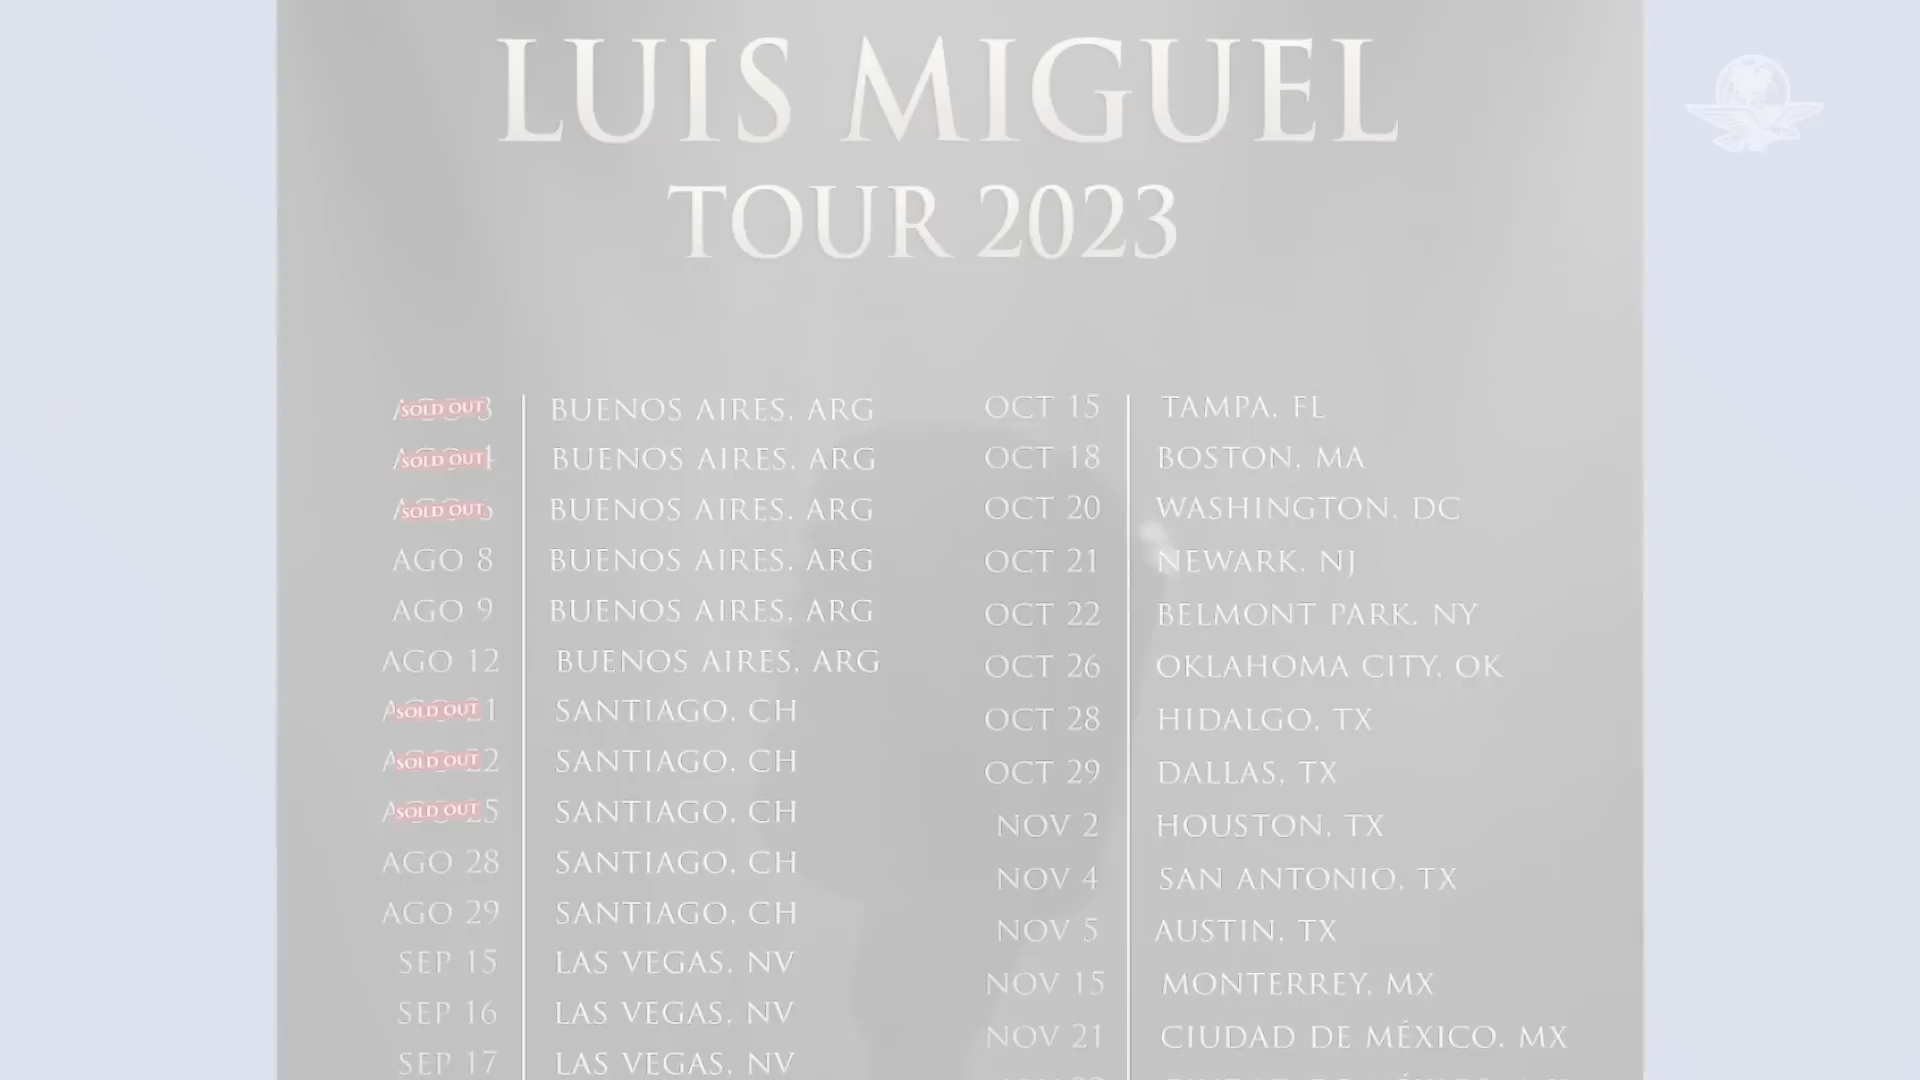 LUIS MIGUEL
TOUR 2023
SOLD OUT BUENOS AIRES, ARG
SOLD OUT BUENOS AIRES, ARG
SOLD OUT BUENOS AIRES, ARG
AGO 8 BUENOS AIRES, ARG
AGO 9 BUENOS AIRES, ARG
AGO 12 BUENOS AIRES, ARG
SOLD OUT SANTIAGO, CH
SOLD OUT SANTIAGO, CH
SOLD OUT SANTIAGO, CH
AGO 28 SANTIAGO, CH
AGO 29 SANTIAGO, CH
SEP 15 LAS VEGAS, NV
SEP 16 LAS VEGAS, NV
SEP 17 LAS VEGAS, NV
OCT 15 TAMPA, FL
OCT 18 BOSTON, MA
OCT 20 WASHINGTON, DC
OCT 21 NEWARK, NJ
OCT 22 BELMONT PARK, NY
OCT 26 OKLAHOMA CITY, OK
OCT 28 HIDALGO, TX
OCT 29 DALLAS, TX
NOV 2 HOUSTON, TX
NOV 4 SAN ANTONIO, TX
NOV 5 AUSTIN, TX
NOV 15 MONTERREY, MX
NOV 21 CIUDAD DE MÉXICO, MX